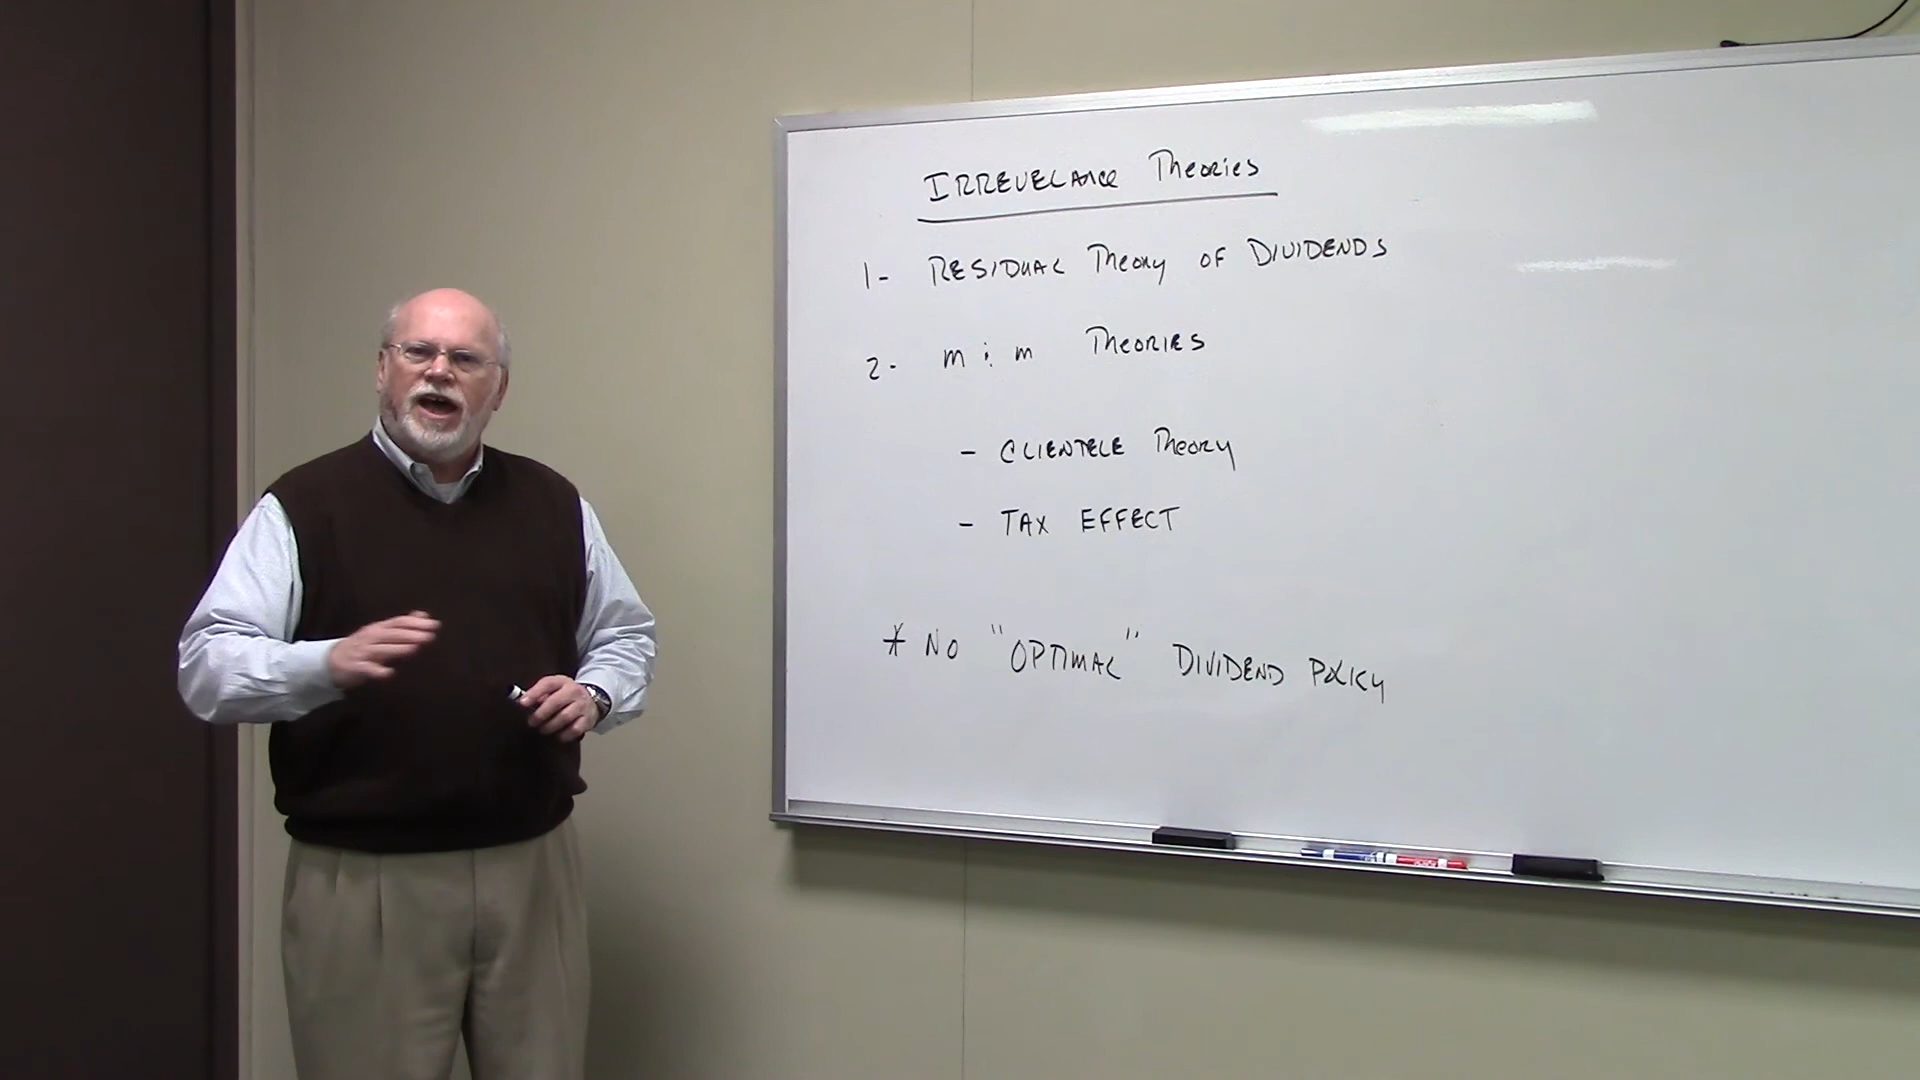 IRREVELANCE Theories
1- RESIDUAL Theory OF DIVIDENDS
2- m & m THEORIES
- CLIENTELE Theory
- TAX EFFECT
* NO "OPTIMAL" DIVIDEND POLICY